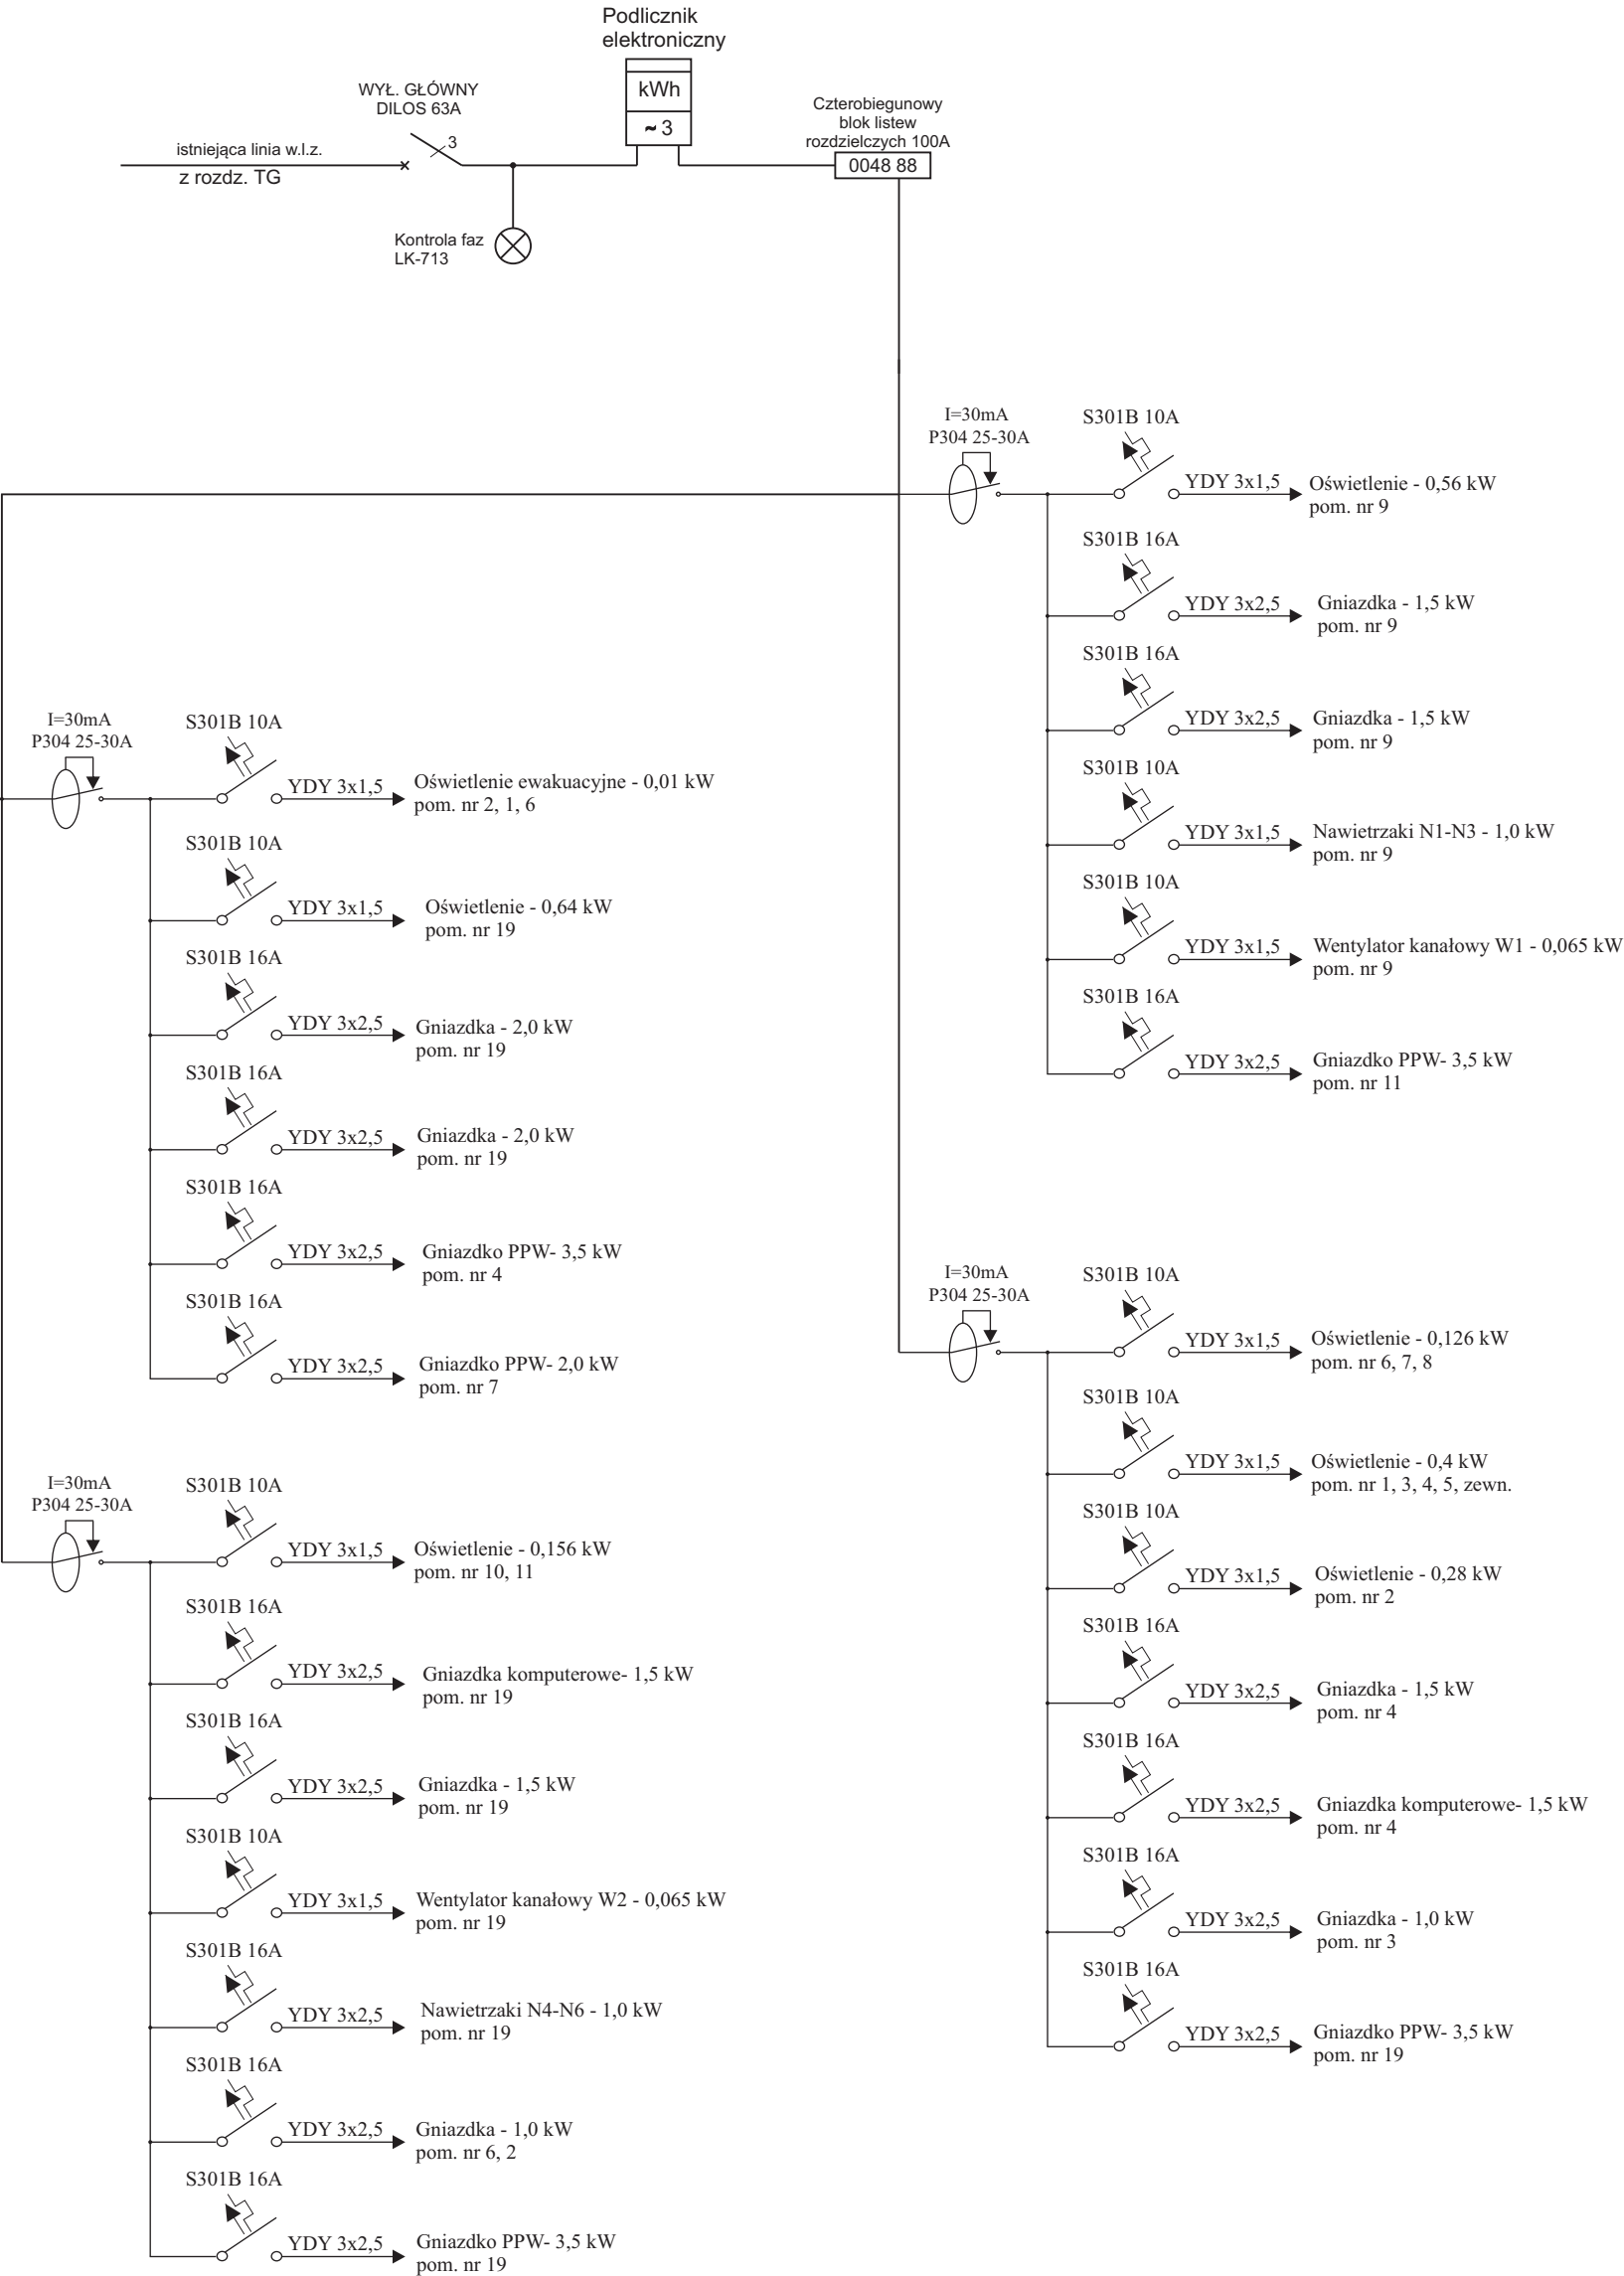 Podlicznik
elektroniczny
kWh
~ 3
WYŁ. GŁÓWNY
DILOS 63A
3
istniejąca linia w.l.z.
z rozdz. TG
Kontrola faz
LK-713
Czterobiegunowy
blok listew
rozdzielczych 100A
0048 88
I=30mA
P304 25-30A
S301B 10A
YDY 3x1,5
Oświetlenie - 0,56 kW
pom. nr 9
S301B 16A
YDY 3x2,5
Gniazdka - 1,5 kW
pom. nr 9
S301B 16A
YDY 3x2,5
Gniazdka - 1,5 kW
pom. nr 9
S301B 10A
YDY 3x1,5
Nawietrzaki N1-N3 - 1,0 kW
pom. nr 9
S301B 10A
YDY 3x1,5
Wentylator kanałowy W1 - 0,065 kW
pom. nr 9
S301B 16A
YDY 3x2,5
Gniazdko PPW- 3,5 kW
pom. nr 11
I=30mA
P304 25-30A
S301B 10A
YDY 3x1,5
Oświetlenie ewakuacyjne - 0,01 kW
pom. nr 2, 1, 6
S301B 10A
YDY 3x1,5
Oświetlenie - 0,64 kW
pom. nr 19
S301B 16A
YDY 3x2,5
Gniazdka - 2,0 kW
pom. nr 19
S301B 16A
YDY 3x2,5
Gniazdka - 2,0 kW
pom. nr 19
S301B 16A
YDY 3x2,5
Gniazdko PPW- 3,5 kW
pom. nr 4
S301B 16A
YDY 3x2,5
Gniazdko PPW- 2,0 kW
pom. nr 7
I=30mA
P304 25-30A
S301B 10A
YDY 3x1,5
Oświetlenie - 0,126 kW
pom. nr 6, 7, 8
S301B 10A
YDY 3x1,5
Oświetlenie - 0,4 kW
pom. nr 1, 3, 4, 5, zewn.
S301B 10A
YDY 3x1,5
Oświetlenie - 0,28 kW
pom. nr 2
S301B 16A
YDY 3x2,5
Gniazdka - 1,5 kW
pom. nr 4
S301B 16A
YDY 3x2,5
Gniazdka komputerowe- 1,5 kW
pom. nr 4
S301B 16A
YDY 3x2,5
Gniazdka - 1,0 kW
pom. nr 3
S301B 16A
YDY 3x2,5
Gniazdko PPW- 3,5 kW
pom. nr 19
I=30mA
P304 25-30A
S301B 10A
YDY 3x1,5
Oświetlenie - 0,156 kW
pom. nr 10, 11
S301B 16A
YDY 3x2,5
Gniazdka komputerowe- 1,5 kW
pom. nr 19
S301B 16A
YDY 3x2,5
Gniazdka - 1,5 kW
pom. nr 19
S301B 10A
YDY 3x1,5
Wentylator kanałowy W2 - 0,065 kW
pom. nr 19
S301B 16A
YDY 3x2,5
Nawietrzaki N4-N6 - 1,0 kW
pom. nr 19
S301B 16A
YDY 3x2,5
Gniazdka - 1,0 kW
pom. nr 6, 2
S301B 16A
YDY 3x2,5
Gniazdko PPW- 3,5 kW
pom. nr 19